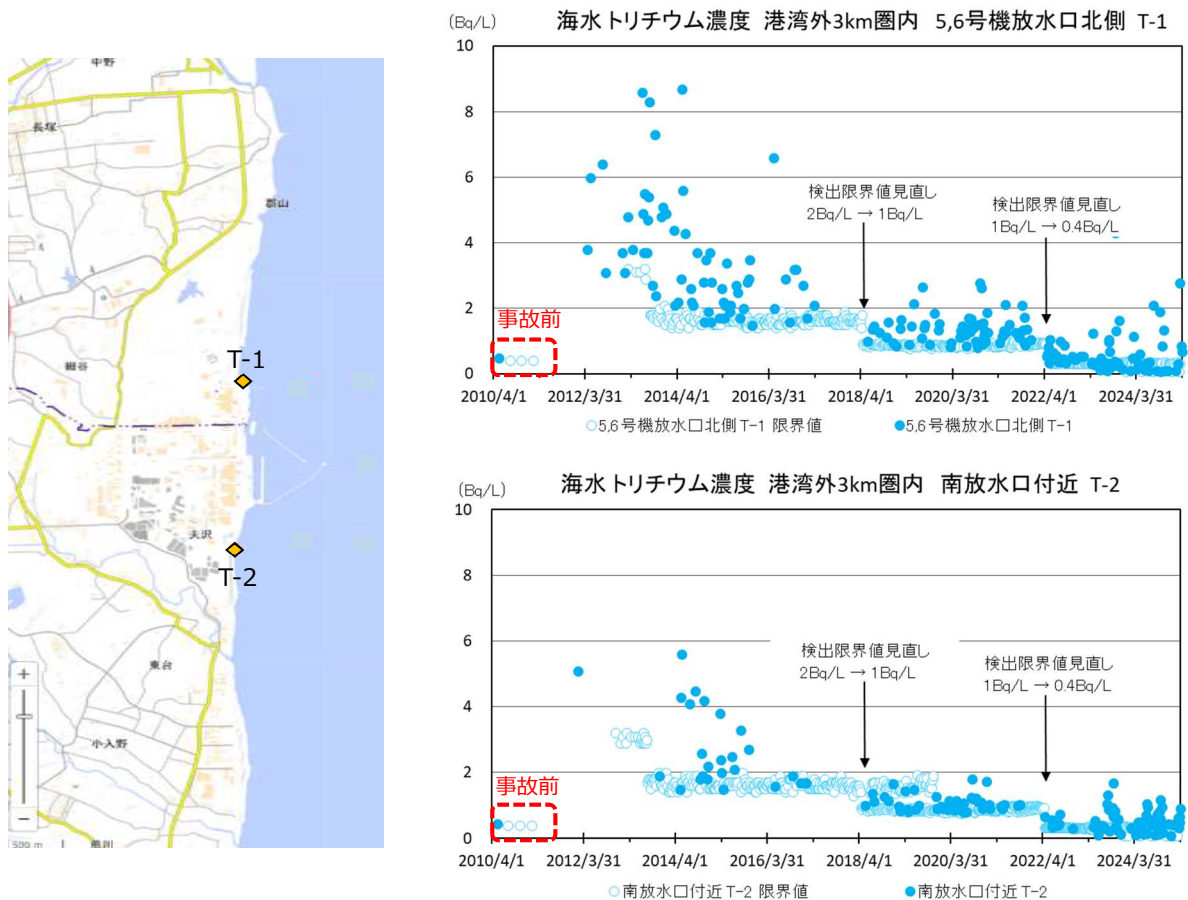 中野
長塚
郡山
細谷
T-1
夫沢
T-2
東台
小入野
熊川
+
−
500 m
(Bq/L)
海水トリチウム濃度 港湾外3km圏内 5,6号機放水口北側 T-1
10
8
6
4
2
0
検出限界値見直し
2Bq/L → 1Bq/L
検出限界値見直し
1Bq/L → 0.4Bq/L
事故前
2010/4/1 2012/3/31 2014/4/1 2016/3/31 2018/4/1 2020/3/31 2022/4/1 2024/3/31
5,6号機放水口北側 T-1 限界値 5,6号機放水口北側 T-1
(Bq/L)
海水トリチウム濃度 港湾外3km圏内 南放水口付近 T-2
10
8
6
4
2
0
検出限界値見直し
2Bq/L → 1Bq/L
検出限界値見直し
1Bq/L → 0.4Bq/L
事故前
2010/4/1 2012/3/31 2014/4/1 2016/3/31 2018/4/1 2020/3/31 2022/4/1 2024/3/31
南放水口付近 T-2 限界値 南放水口付近 T-2